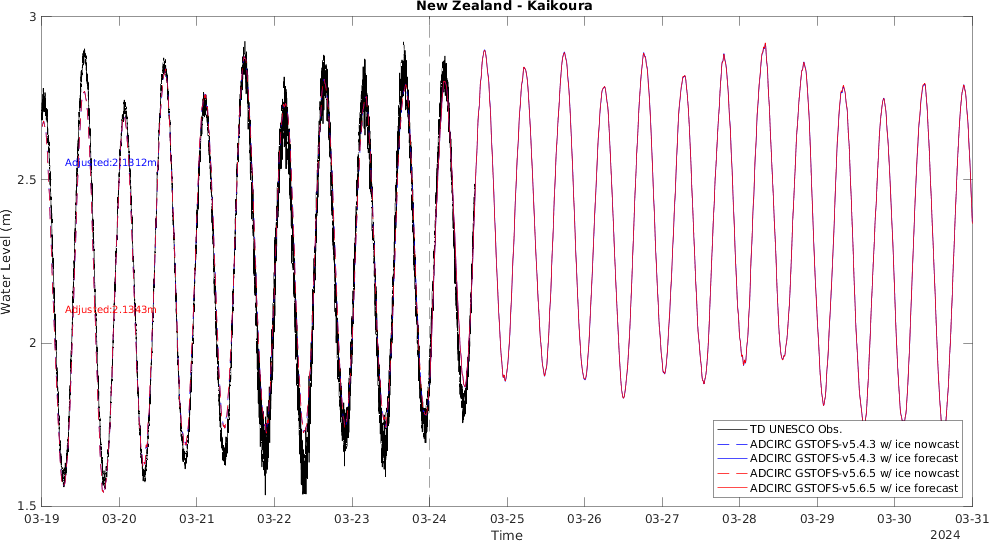 New Zealand - Kaikoura
3
2.5
2
1.5
Water Level (m)
Adjusted:2.1312m
Adjusted:2.1343m
TD UNESCO Obs.
ADCIRC GSTOFS-v5.4.3 w/ ice nowcast
ADCIRC GSTOFS-v5.4.3 w/ ice forecast
ADCIRC GSTOFS-v5.6.5 w/ ice nowcast
ADCIRC GSTOFS-v5.6.5 w/ ice forecast
03-19 03-20 03-21 03-22 03-23 03-24 03-25 03-26 03-27 03-28 03-29 03-30 03-31
Time
2024